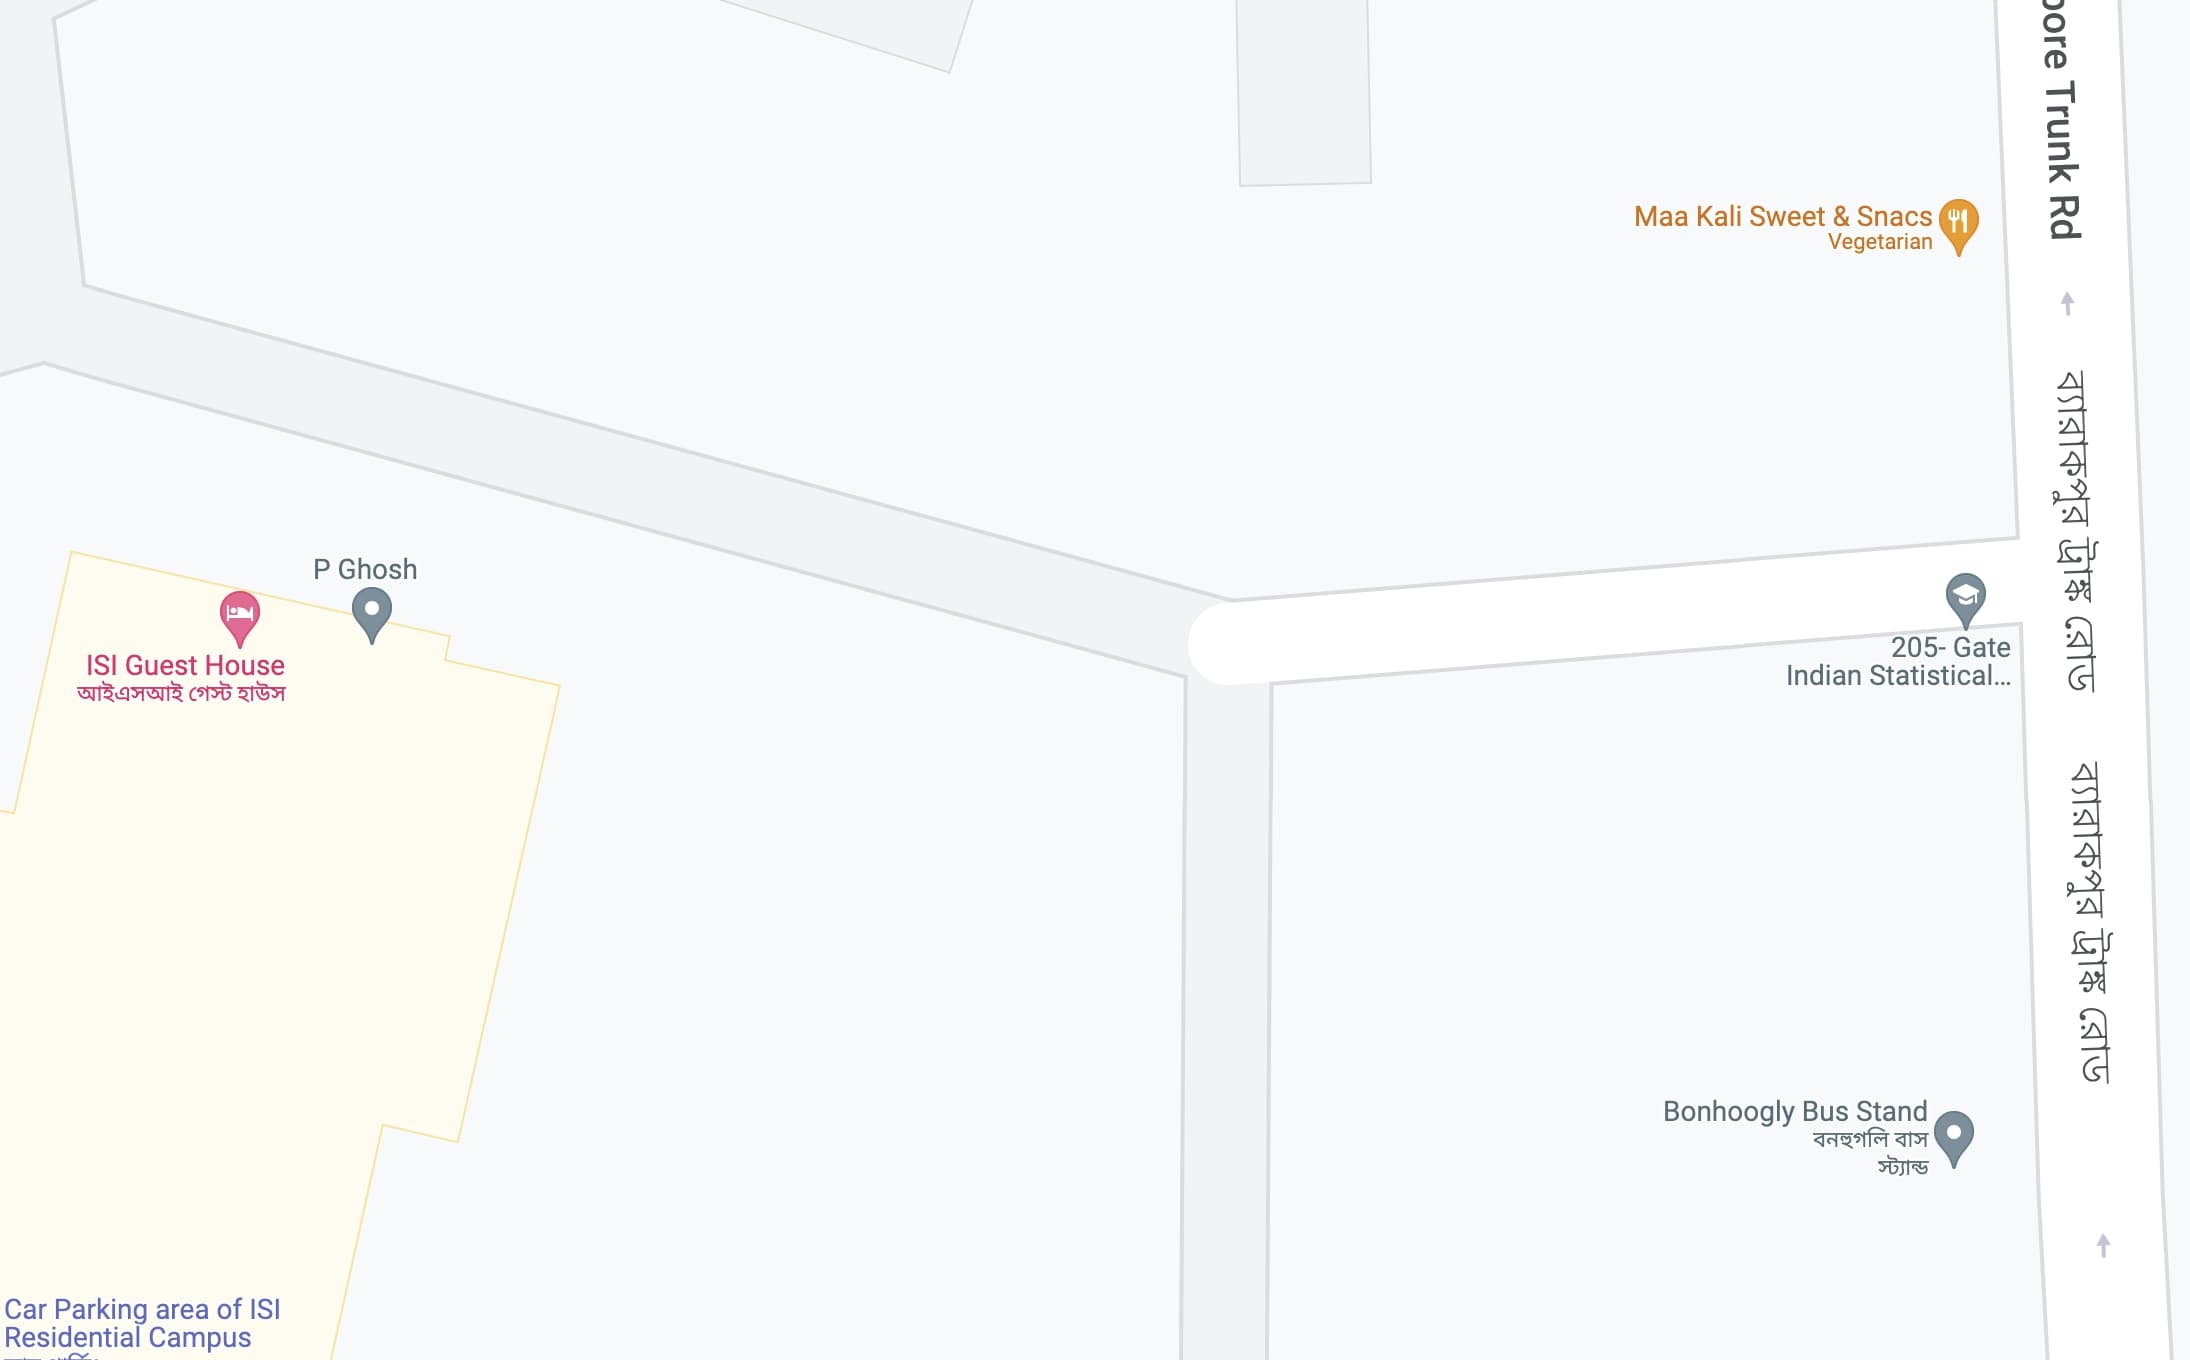 poore Trunk Rd
Maa Kali Sweet & Snacs
Vegetarian
ব্যারাকপুর ট্রাঙ্ক রোড
P Ghosh
ISI Guest House
আইএসআই গেস্ট হাউস
205- Gate
Indian Statistical...
ব্যারাকপুর ট্রাঙ্ক রোড
Bonhoogly Bus Stand
বনহুগলি বাস
স্ট্যান্ড
Car Parking area of ISI
Residential Campus